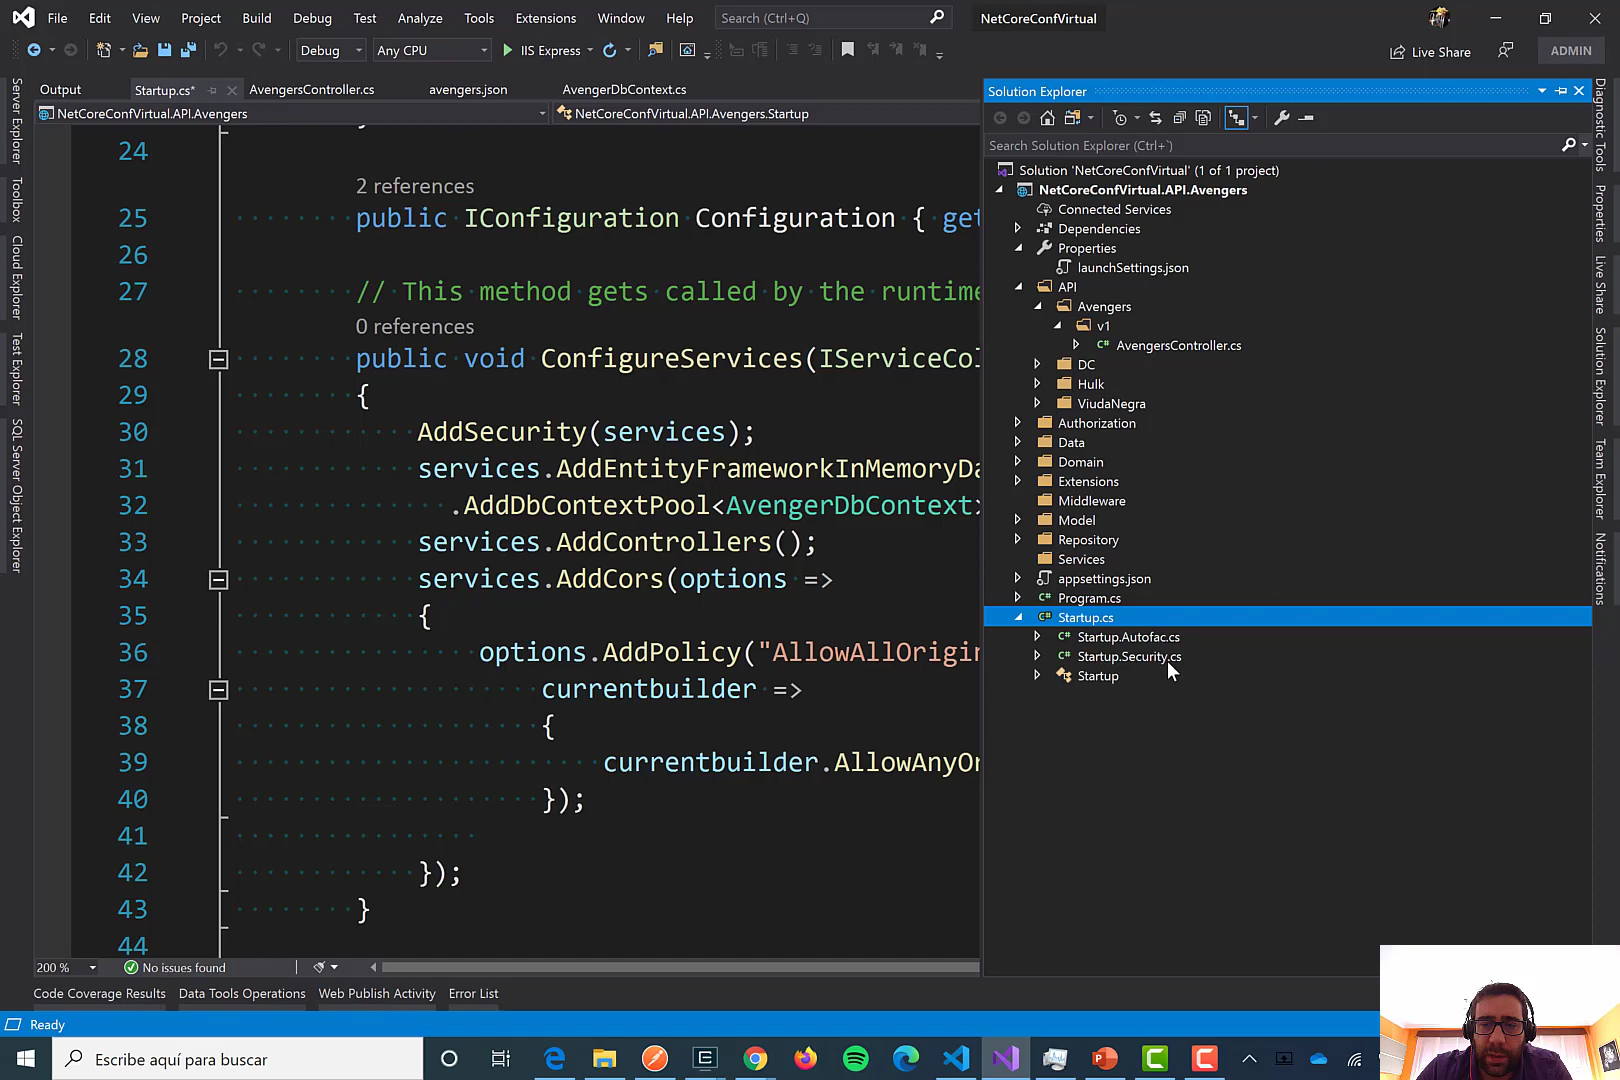 File Edit View Project Build Debug Test Analyze Tools Extensions Window Help Search (Ctrl+Q) NetCoreConfVirtual
Debug Any CPU IIS Express Live Share ADMIN
Output Startup.cs* AvengersController.cs avengers.json AvengerDbContext.cs
NetCoreConfVirtual.API.Avengers NetCoreConfVirtual.API.Avengers.Startup
Server Explorer
Toolbox
Cloud Explorer
Test Explorer
SQL Server Object Explorer
24
2 references
25 public IConfiguration Configuration { get
26
27 // This method gets called by the runtime
0 references
28 public void ConfigureServices(IServiceCol
29 {
30 AddSecurity(services);
31 services.AddEntityFrameworkInMemoryDa
32 .AddDbContextPool<AvengerDbContext>
33 services.AddControllers();
34 services.AddCors(options =>
35 {
36 options.AddPolicy("AllowAllOrigin
37 currentbuilder =>
38 {
39 currentbuilder.AllowAnyOr
40 });
41
42 });
43 }
44
200 % No issues found
Solution Explorer
Search Solution Explorer (Ctrl+`)
Solution 'NetCoreConfVirtual' (1 of 1 project)
NetCoreConfVirtual.API.Avengers
Connected Services
Dependencies
Properties
launchSettings.json
API
Avengers
v1
C# AvengersController.cs
DC
Hulk
ViudaNegra
Authorization
Data
Domain
Extensions
Middleware
Model
Repository
Services
appsettings.json
C# Program.cs
C# Startup.cs
C# Startup.Autofac.cs
C# Startup.Security.cs
Startup
Diagnostic Tools
Properties
Live Share
Solution Explorer
Team Explorer
Notifications
Code Coverage Results Data Tools Operations Web Publish Activity Error List
Ready
Escribe aquí para buscar